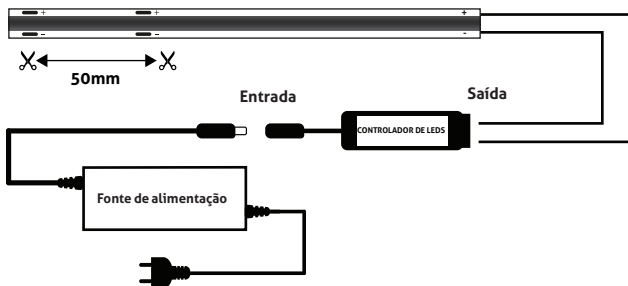 + + +
- - -
50mm
Entrada
Saída
CONTROLADOR DE LEDS
Fonte de alimentação